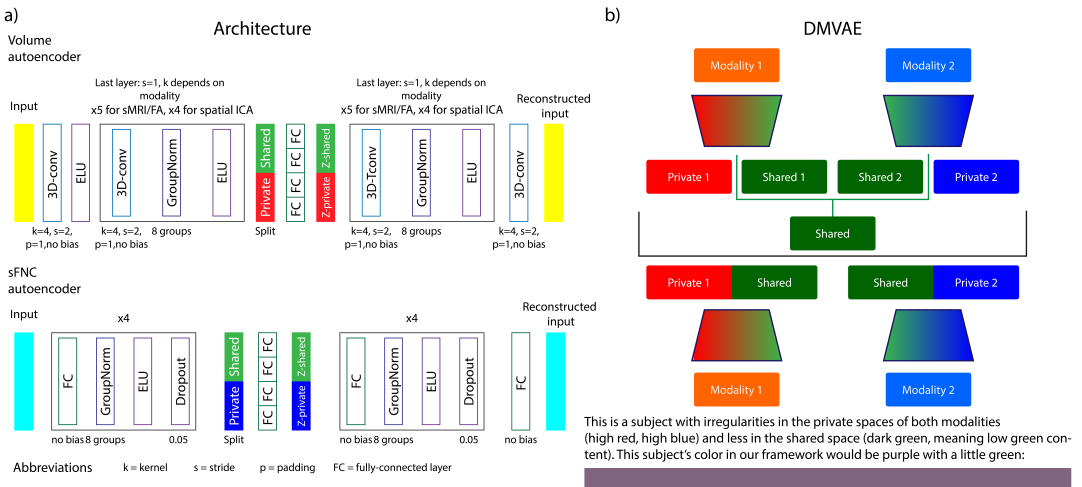 a)
Architecture
Volume
autoencoder
Last layer: s=1, k depends on
modality
x5 for sMRI/FA, x4 for spatial ICA
Last layer: s=1, k depends on
modality
x5 for sMRI/FA, x4 for spatial ICA
Input
Reconstructed
input
3D-conv
ELU
3D-conv
GroupNorm
ELU
Shared
Private
FC
FC
FC
FC
FC
FC
FC
FC
Z-shared
Z-private
3D-Tconv
GroupNorm
ELU
3D-conv
k=4, s=2,
p=1,no bias
k=4, s=2,
p=1,no bias
8 groups
Split
k=4, s=2,
p=1,no bias
8 groups
k=4, s=2,
p=1,no bias
sFNC
autoencoder
Input
x4
x4
Reconstructed
input
FC
GroupNorm
ELU
Dropout
Shared
Private
FC
FC
FC
FC
Z-shared
Z-private
FC
GroupNorm
ELU
Dropout
FC
no bias
8 groups
0.05
Split
no bias
8 groups
0.05
no bias
Abbreviations
k = kernel
s = stride
p = padding
FC = fully-connected layer
b)
DMVAE
Modality 1
Modality 2
Private 1
Shared 1
Shared 2
Private 2
Shared
Private 1
Shared
Shared
Private 2
Modality 1
Modality 2
This is a subject with irregularities in the private spaces of both modalities
(high red, high blue) and less in the shared space (dark green, meaning low green con-
tent). This subject's color in our framework would be purple with a little green: